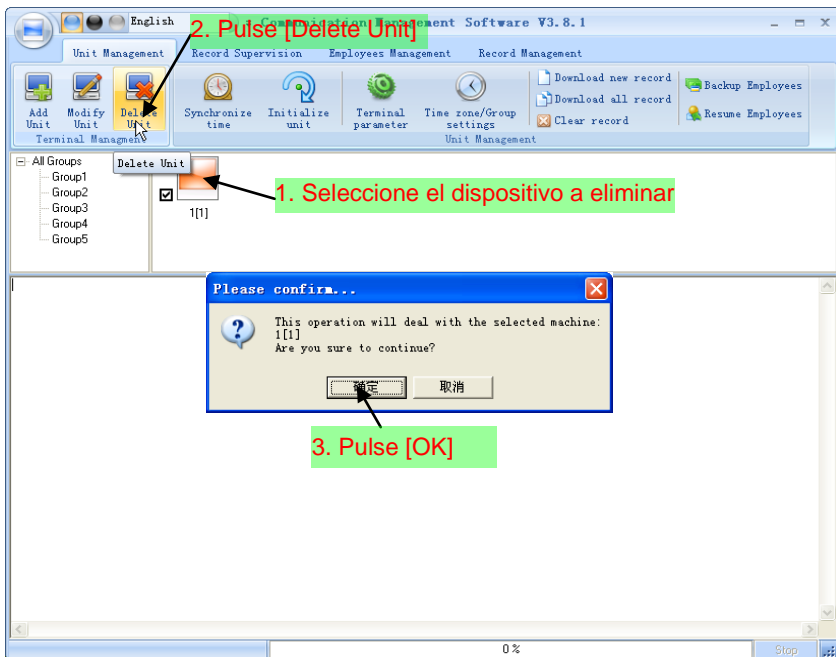 English
Communication Management Software V3.8.1
2. Pulse [Delete Unit]
Unit Management
Record Supervision
Employees Management
Record Management
Add Unit
Modify Unit
Delete Unit
Synchronize time
Initialize unit
Terminal parameter
Time zone/Group settings
Download new record
Download all record
Clear record
Backup Employees
Resume Employees
Terminal Managment
Unit Management
All Groups
Group1
Group2
Group3
Group4
Group5
Delete Unit
1[1]
1. Seleccione el dispositivo a eliminar
Please confirm...
This operation will deal with the selected machine:
1[1]
Are you sure to continue?
确定
取消
3. Pulse [OK]
0%
Stop